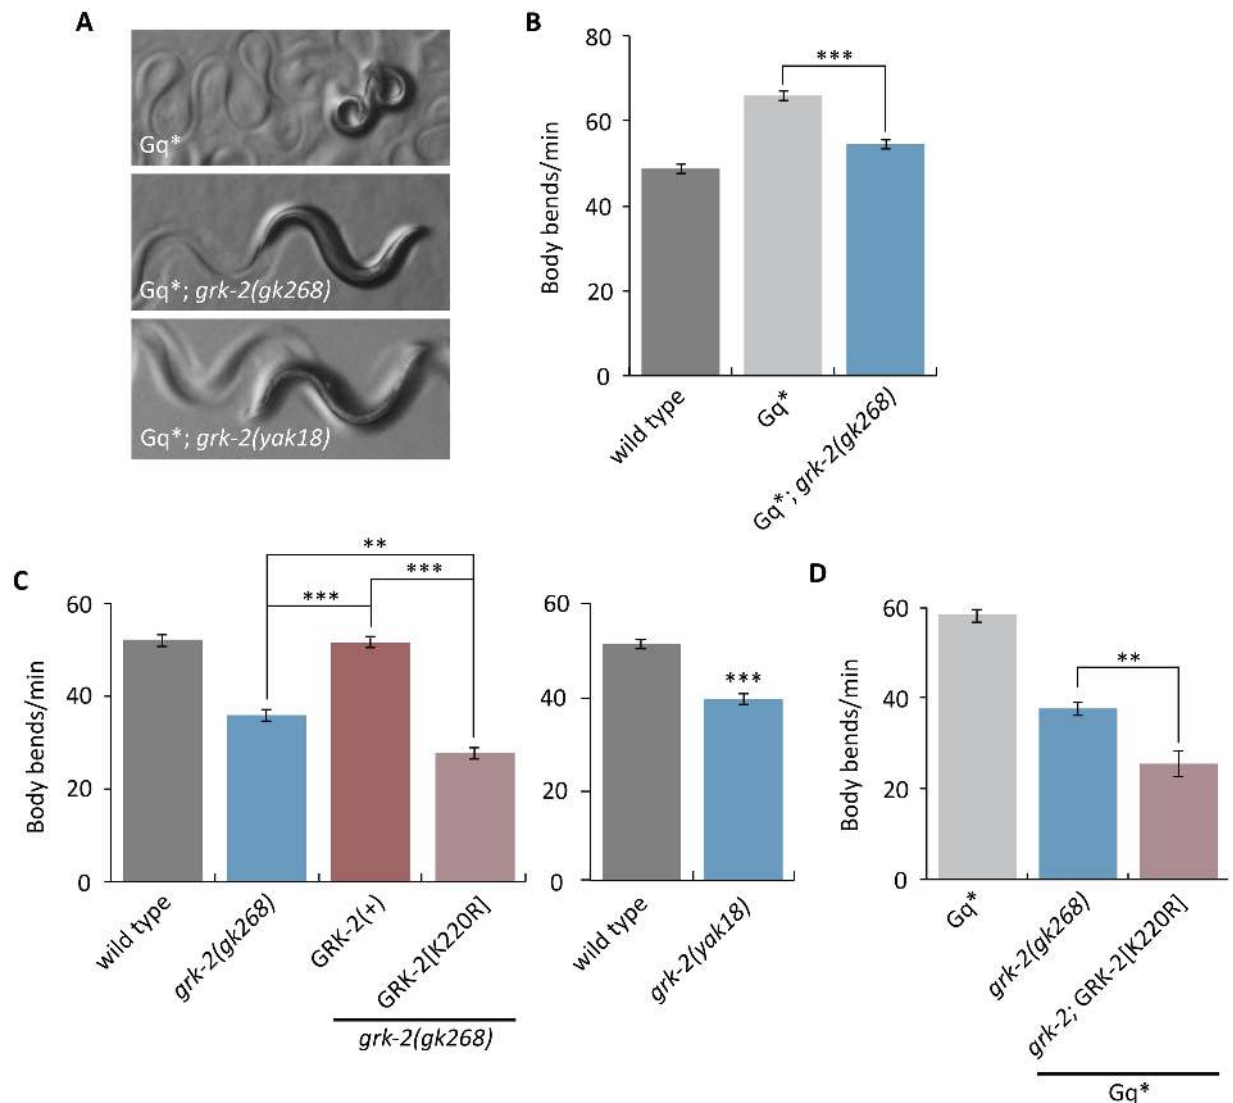 A
Gq*
Gq*; grk-2(gk268)
Gq*; grk-2(yak18)
B
80
60
40
20
0
Body bends/min
***
wild type
Gq*
Gq*; grk-2(gk268)
C
60
40
20
0
Body bends/min
**
***
***
wild type
grk-2(gk268)
GRK-2(+)
GRK-2[K220R]
grk-2(gk268)
60
40
20
0
***
wild type
grk-2(yak18)
D
60
40
20
0
Body bends/min
**
Gq*
grk-2(gk268)
grk-2; GRK-2[K220R]
Gq*